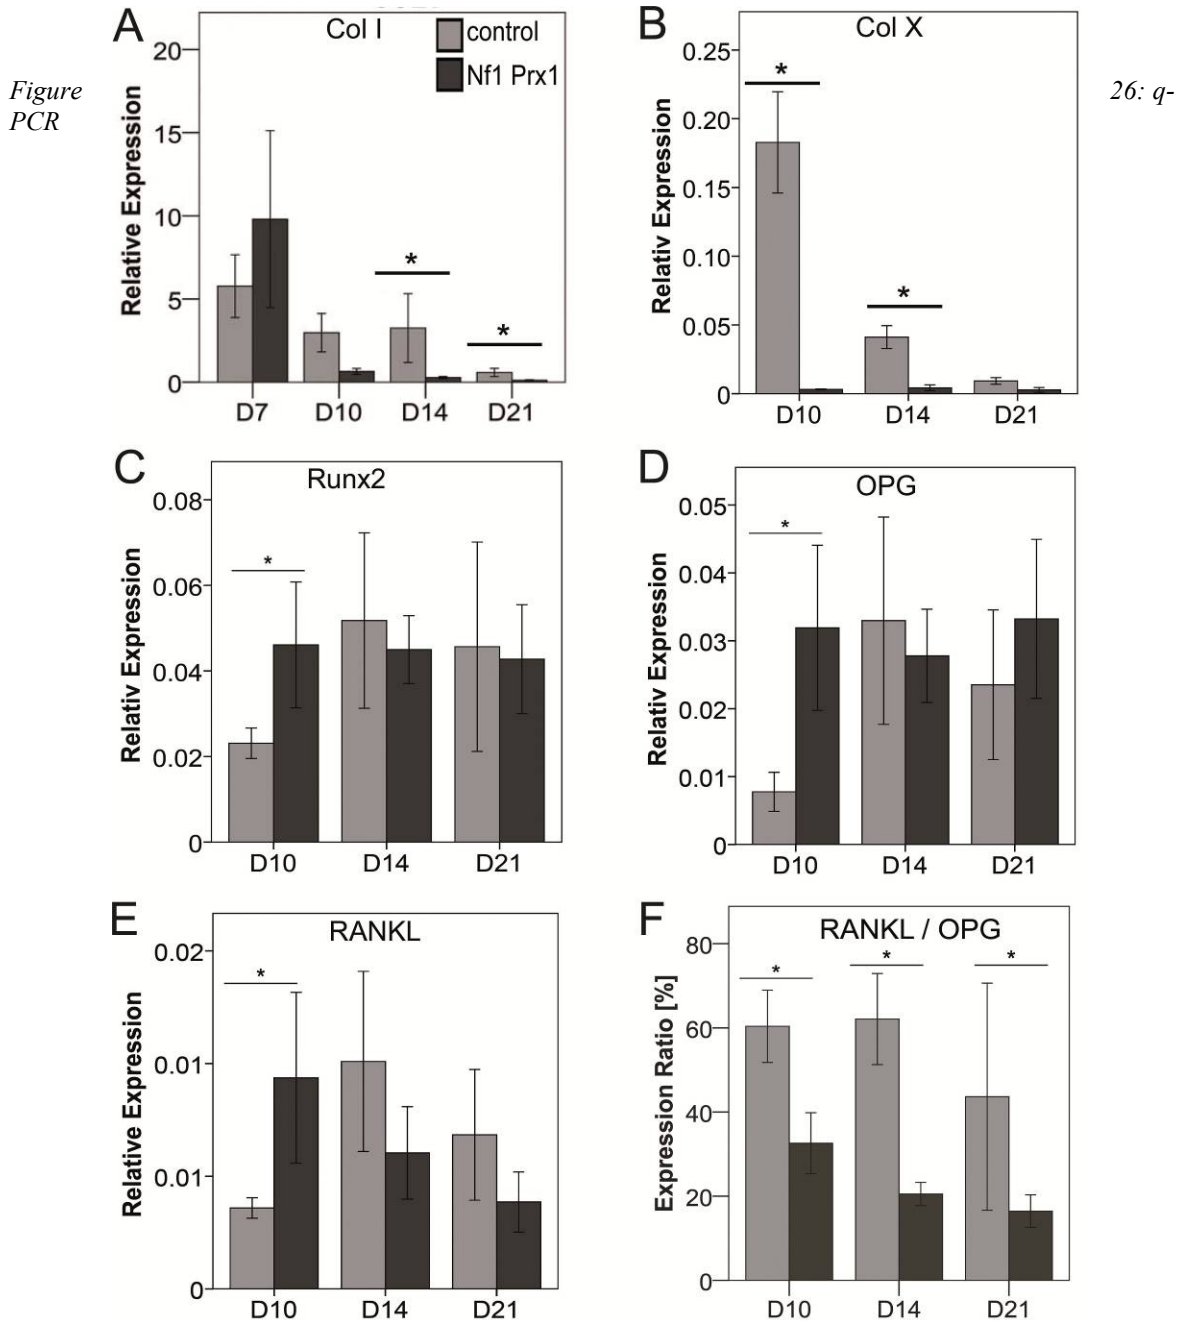 A
Col I
control
Nf1 Prx1
20
15
10
5
0
Relative Expression
D7 D10 D14 D21
*
*
B
Col X
0.25
0.20
0.15
0.10
0.05
0
Relativ Expression
D10 D14 D21
*
*
Figure 26: q-
PCR
C
Runx2
0.08
0.06
0.04
0.02
0
Relativ Expression
D10 D14 D21
*
D
OPG
0.05
0.04
0.03
0.02
0.01
0
Relativ Expression
D10 D14 D21
*
E
RANKL
0.02
0.01
0.01
0
Relative Expression
D10 D14 D21
*
F
RANKL / OPG
80
60
40
20
0
Expression Ratio [%]
D10 D14 D21
*
*
*